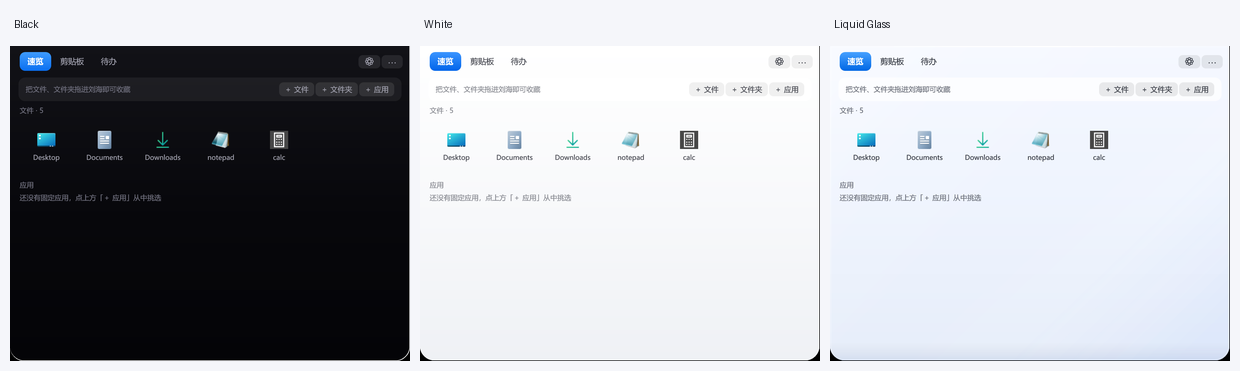 Black
速览 剪贴板 待办 ...
把文件、文件夹拖进刘海即可收藏 + 文件 + 文件夹 + 应用
文件 · 5
Desktop Documents Downloads notepad calc
应用
还没有固定应用，点上方「+ 应用」从中挑选
White
速览 剪贴板 待办 ...
把文件、文件夹拖进刘海即可收藏 + 文件 + 文件夹 + 应用
文件 · 5
Desktop Documents Downloads notepad calc
应用
还没有固定应用，点上方「+ 应用」从中挑选
Liquid Glass
速览 剪贴板 待办 ...
把文件、文件夹拖进刘海即可收藏 + 文件 + 文件夹 + 应用
文件 · 5
Desktop Documents Downloads notepad calc
应用
还没有固定应用，点上方「+ 应用」从中挑选